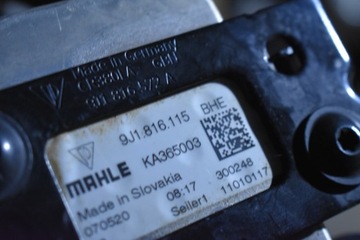 Made in Germany
9J1.816.115
BHE
MAHLE
KA365003
Made in Slovakia
300248
070520
08:17
11010117
Seiler1